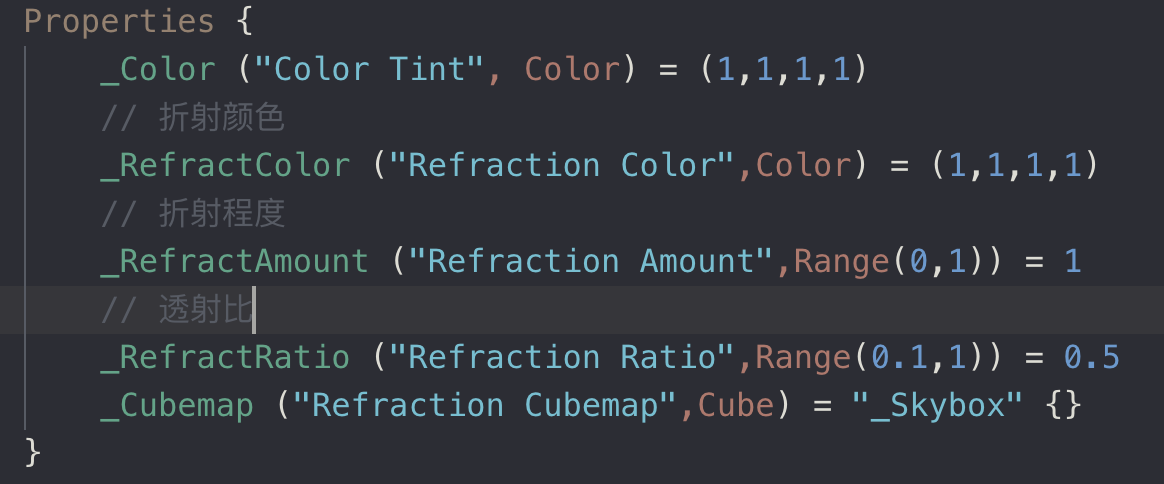 Properties {
_Color ("Color Tint", Color) = (1,1,1,1)
// 折射颜色
_RefractColor ("Refraction Color",Color) = (1,1,1,1)
// 折射程度
_RefractAmount ("Refraction Amount",Range(0,1)) = 1
// 透射比
_RefractRatio ("Refraction Ratio",Range(0.1,1)) = 0.5
_Cubemap ("Refraction Cubemap",Cube) = "_Skybox" {}
}